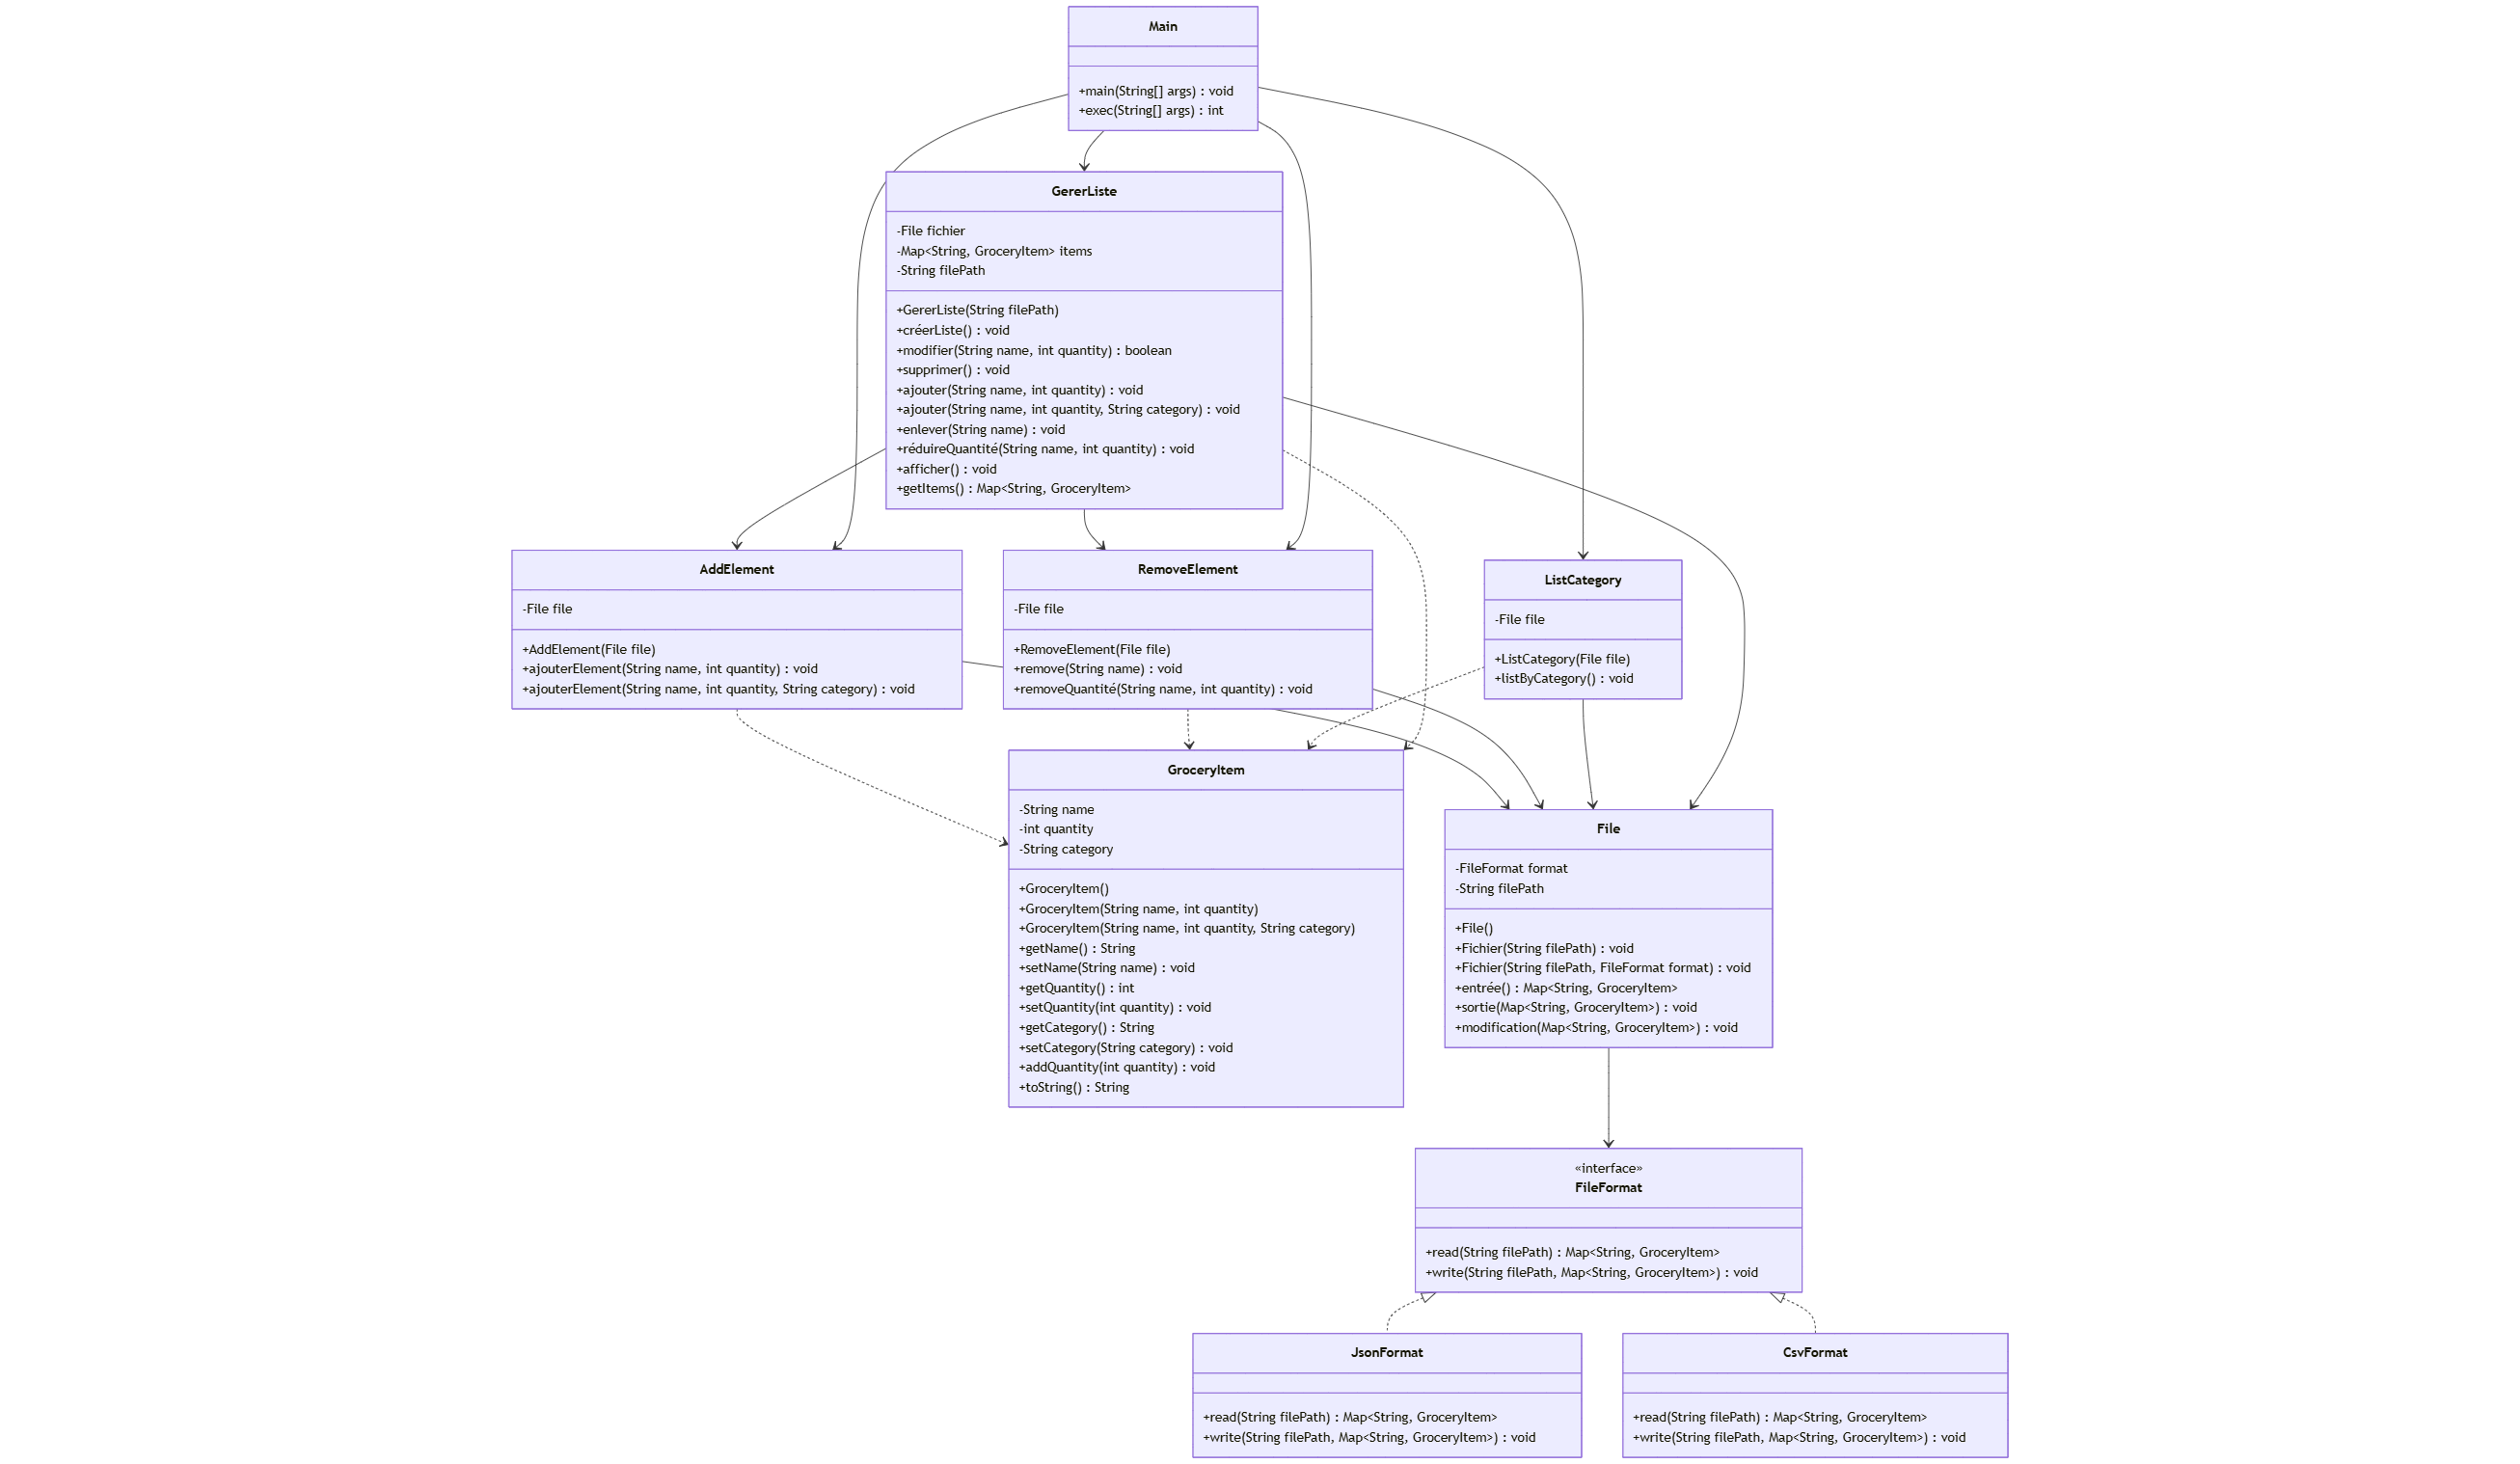 Main
+main(String[] args) : void
+exec(String[] args) : int
GererListe
-File fichier
-Map<String, GroceryItem> items
-String filePath
+GererListe(String filePath)
+créerListe() : void
+modifier(String name, int quantity) : boolean
+supprimer() : void
+ajouter(String name, int quantity) : void
+ajouter(String name, int quantity, String category) : void
+enlever(String name) : void
+réduireQuantité(String name, int quantity) : void
+afficher() : void
+getItems() : Map<String, GroceryItem>
AddElement
-File file
+AddElement(File file)
+ajouterElement(String name, int quantity) : void
+ajouterElement(String name, int quantity, String category) : void
RemoveElement
-File file
+RemoveElement(File file)
+remove(String name) : void
+removeQuantité(String name, int quantity) : void
ListCategory
-File file
+ListCategory(File file)
+listByCategory() : void
GroceryItem
-String name
-int quantity
-String category
+GroceryItem()
+GroceryItem(String name, int quantity)
+GroceryItem(String name, int quantity, String category)
+getName() : String
+setName(String name) : void
+getQuantity() : int
+setQuantity(int quantity) : void
+getCategory() : String
+setCategory(String category) : void
+addQuantity(int quantity) : void
+toString() : String
File
-FileFormat format
-String filePath
+File()
+Fichier(String filePath) : void
+Fichier(String filePath, FileFormat format) : void
+entrée() : Map<String, GroceryItem>
+sortie(Map<String, GroceryItem>) : void
+modification(Map<String, GroceryItem>) : void
«interface»
FileFormat
+read(String filePath) : Map<String, GroceryItem>
+write(String filePath, Map<String, GroceryItem>) : void
JsonFormat
+read(String filePath) : Map<String, GroceryItem>
+write(String filePath, Map<String, GroceryItem>) : void
CsvFormat
+read(String filePath) : Map<String, GroceryItem>
+write(String filePath, Map<String, GroceryItem>) : void